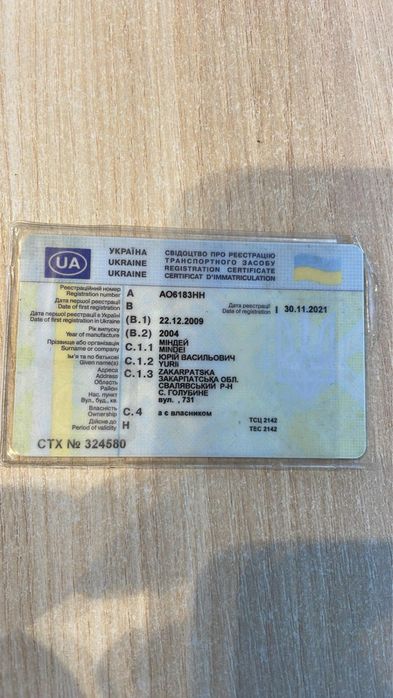 UA
УКРАЇНА
UKRAINE
UKRAINE
СВІДОЦТВО ПРО РЕЄСТРАЦІЮ
ТРАНСПОРТНОГО ЗАСОБУ
REGISTRATION CERTIFICATE
CERTIFICAT D'IMMATRICULATION
Реєстраційний номер
Registration number A AO6183HH
Дата першої реєстрації
Date of first registration B Дата реєстрації
Date of registration I 30.11.2021
Дата першої реєстрації в Україні
Date of first registration in Ukraine (B.1) 22.12.2009
Рік випуску
Year of manufacture (B.2) 2004
Прізвище або організація
Surname or company C.1.1 МІНДЕЙ
MINDEI
Ім'я та по батькові
Given name(s) C.1.2 ЮРІЙ ВАСИЛЬОВИЧ
YURII
Адреса
Address
Область
Район
Нас. пункт
Вул., буд., кв. C.1.3 ZAKARPATSKA
ЗАКАРПАТСЬКА ОБЛ.
СВАЛЯВСЬКИЙ Р-Н
С. ГОЛУБИНЕ
вул. , 731
Власність
Ownership C.4 a є власником
Дійсне до
Period of validity H
ТСЦ 2142
TEC 2142
СТХ № 324580